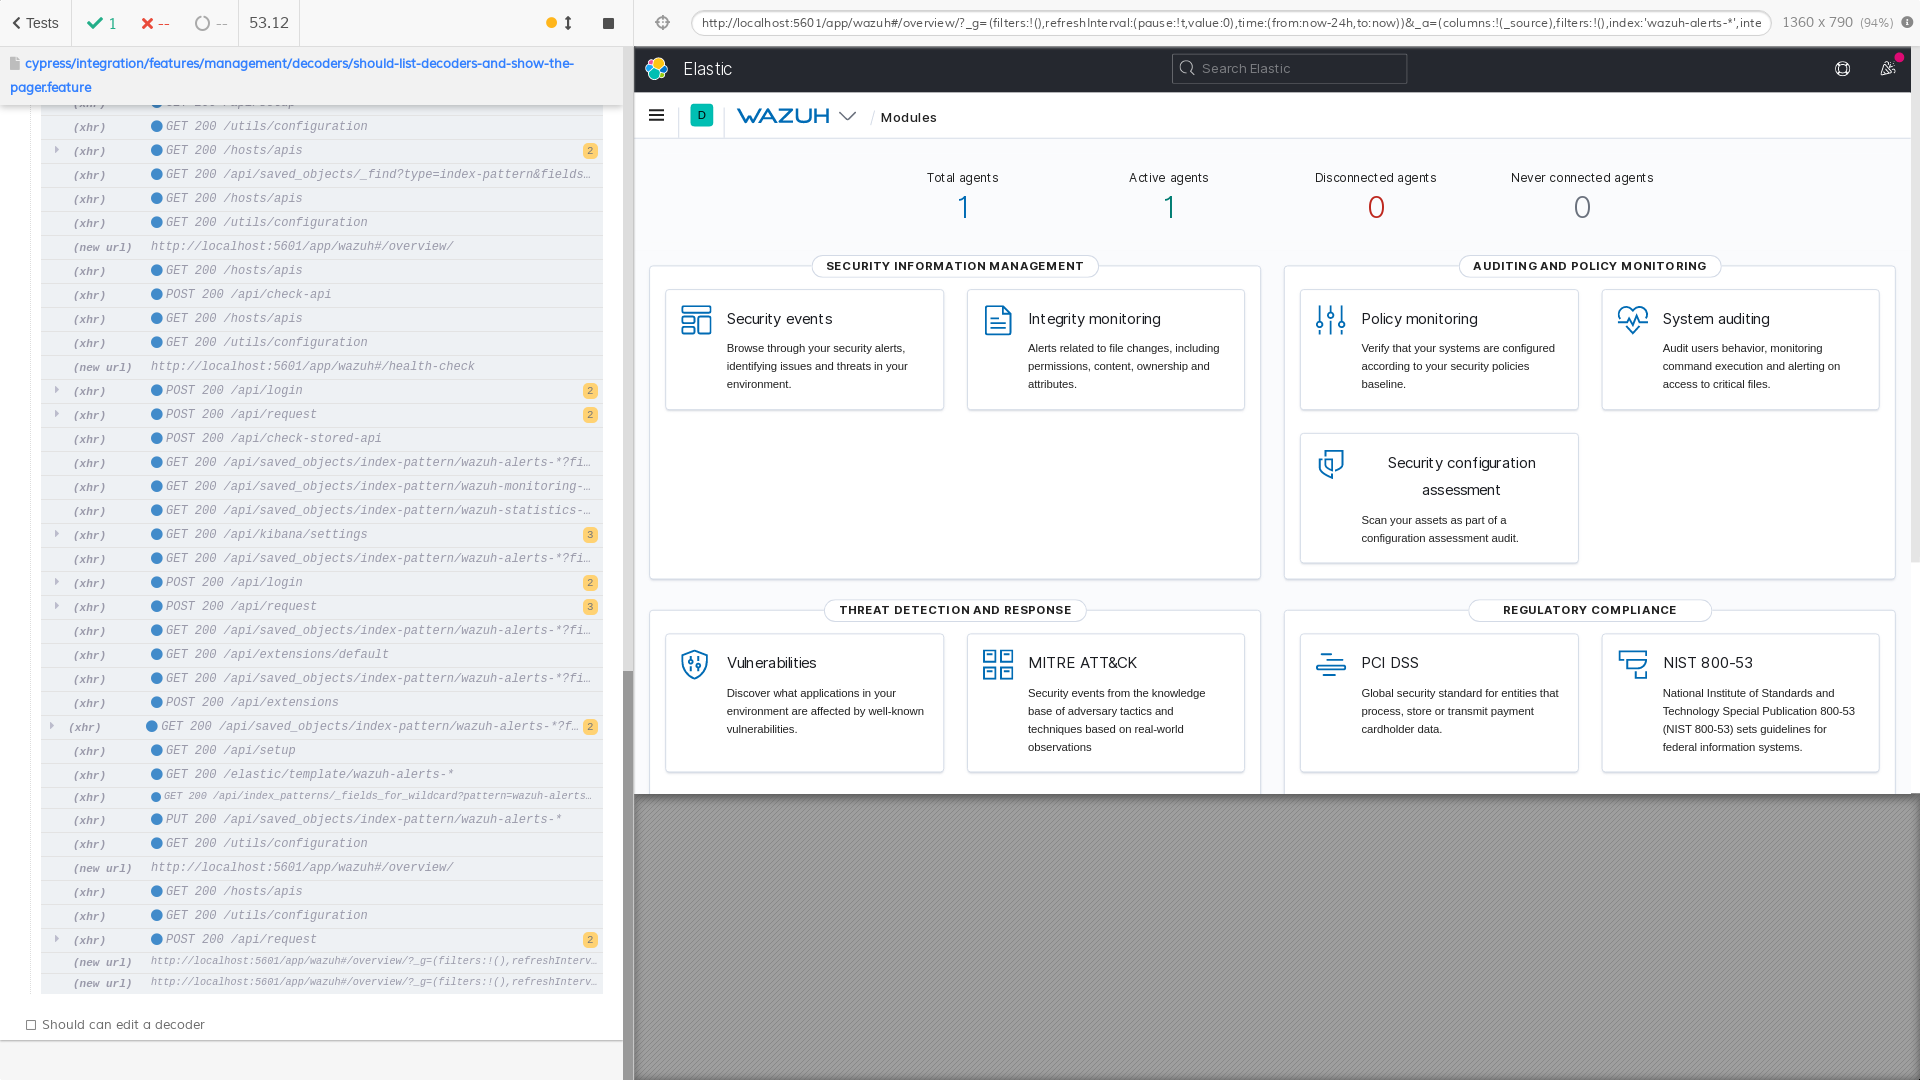 Tests
1
--
--
53.12
cypress/integration/features/management/decoders/should-list-decoders-and-show-the-
pager.feature
(xhr) GET 200 /utils/configuration
(xhr) GET 200 /hosts/apis 2
(xhr) GET 200 /api/saved_objects/_find?type=index-pattern&fields…
(xhr) GET 200 /hosts/apis
(xhr) GET 200 /utils/configuration
(new url) http://localhost:5601/app/wazuh#/overview/
(xhr) GET 200 /hosts/apis
(xhr) POST 200 /api/check-api
(xhr) GET 200 /hosts/apis
(xhr) GET 200 /utils/configuration
(new url) http://localhost:5601/app/wazuh#/health-check
(xhr) POST 200 /api/login 2
(xhr) POST 200 /api/request 2
(xhr) POST 200 /api/check-stored-api
(xhr) GET 200 /api/saved_objects/index-pattern/wazuh-alerts-*?fi…
(xhr) GET 200 /api/saved_objects/index-pattern/wazuh-monitoring-…
(xhr) GET 200 /api/saved_objects/index-pattern/wazuh-statistics-…
(xhr) GET 200 /api/kibana/settings 3
(xhr) GET 200 /api/saved_objects/index-pattern/wazuh-alerts-*?fi…
(xhr) POST 200 /api/login 2
(xhr) POST 200 /api/request 3
(xhr) GET 200 /api/saved_objects/index-pattern/wazuh-alerts-*?fi…
(xhr) GET 200 /api/extensions/default
(xhr) GET 200 /api/saved_objects/index-pattern/wazuh-alerts-*?fi…
(xhr) POST 200 /api/extensions
(xhr) GET 200 /api/saved_objects/index-pattern/wazuh-alerts-*?f… 2
(xhr) GET 200 /api/setup
(xhr) GET 200 /elastic/template/wazuh-alerts-*
(xhr) GET 200 /api/index_patterns/_fields_for_wildcard?pattern=wazuh-alerts…
(xhr) PUT 200 /api/saved_objects/index-pattern/wazuh-alerts-*
(xhr) GET 200 /utils/configuration
(new url) http://localhost:5601/app/wazuh#/overview/
(xhr) GET 200 /hosts/apis
(xhr) GET 200 /utils/configuration
(xhr) POST 200 /api/request 2
(new url) http://localhost:5601/app/wazuh#/overview/?_g=(filters:!(),refreshInterv…
(new url) http://localhost:5601/app/wazuh#/overview/?_g=(filters:!(),refreshInterv…
Should can edit a decoder
http://localhost:5601/app/wazuh#/overview/?_g=(filters:!(),refreshInterval:(pause:!t,value:0),time:(from:now-24h,to:now))&_a=(columns:!(_source),filters:!(),index:'wazuh-alerts-*',inte
1360 x 790 (94%)
Elastic
Search Elastic
D
WAZUH
/ Modules
Total agents
1
Active agents
1
Disconnected agents
0
Never connected agents
0
SECURITY INFORMATION MANAGEMENT
Security events
Browse through your security alerts,
identifying issues and threats in your
environment.
Integrity monitoring
Alerts related to file changes, including
permissions, content, ownership and
attributes.
AUDITING AND POLICY MONITORING
Policy monitoring
Verify that your systems are configured
according to your security policies
baseline.
System auditing
Audit users behavior, monitoring
command execution and alerting on
access to critical files.
Security configuration
assessment
Scan your assets as part of a
configuration assessment audit.
THREAT DETECTION AND RESPONSE
Vulnerabilities
Discover what applications in your
environment are affected by well-known
vulnerabilities.
MITRE ATT&CK
Security events from the knowledge
base of adversary tactics and
techniques based on real-world
observations
REGULATORY COMPLIANCE
PCI DSS
Global security standard for entities that
process, store or transmit payment
cardholder data.
NIST 800-53
National Institute of Standards and
Technology Special Publication 800-53
(NIST 800-53) sets guidelines for
federal information systems.